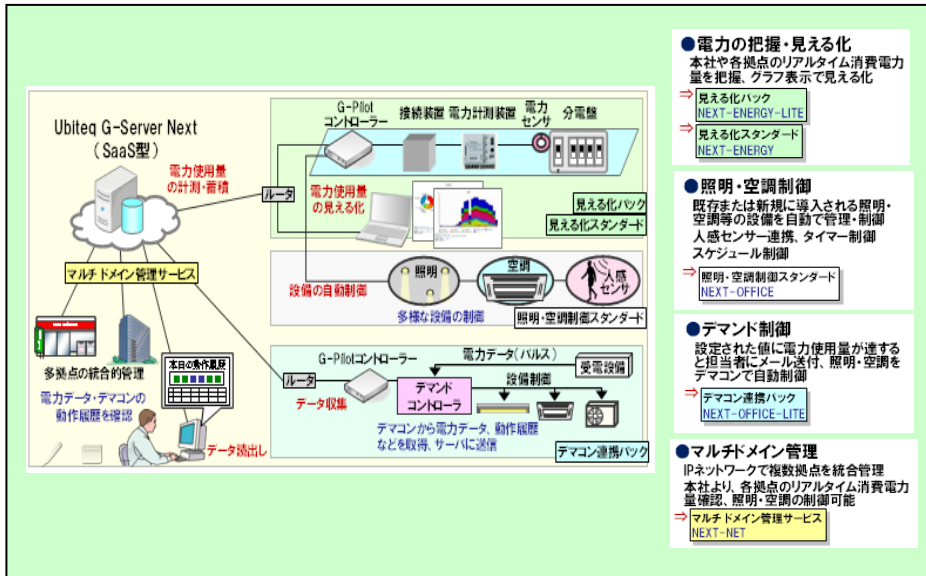 Ubiteq G-Server Next
(SaaS型)
電力使用量
の計測・蓄積
マルチドメイン管理サービス
多拠点の統合的管理
電力データ・デマコンの
動作履歴を確認
本日の動作履歴
データ読出し
ルータ
G-Pilot
コントローラー
接続装置
電力計測装置
電力
センサ
分電盤
電力使用量
の見える化
見える化パック
見える化スタンダード
設備の自動制御
照明
空調
人感
センサ
多様な設備の制御
照明・空調制御スタンダード
ルータ
データ収集
G-Pilotコントローラー
電力データ(パルス)
受電設備
デマンド
コントローラ
設備制御
デマコンから電力データ、動作履歴
などを取得、サーバに送信
デマコン連携パック
●電力の把握・見える化
本社や各拠点のリアルタイム消費電力
量を把握、グラフ表示で見える化
⇒ 見える化パック
NEXT-ENERGY-LITE
⇒ 見える化スタンダード
NEXT-ENERGY
●照明・空調制御
既存または新規に導入される照明・
空調等の設備を自動で管理・制御
人感センサー連携、タイマー制御
スケジュール制御
⇒ 照明・空調制御スタンダード
NEXT-OFFICE
●デマンド制御
設定された値に電力使用量が達する
と担当者にメール送付、照明・空調を
デマコンで自動制御
⇒ デマコン連携パック
NEXT-OFFICE-LITE
●マルチドメイン管理
IPネットワークで複数拠点を統合管理
本社より、各拠点のリアルタイム消費電力
量確認、照明・空調の制御可能
⇒ マルチドメイン管理サービス
NEXT-NET